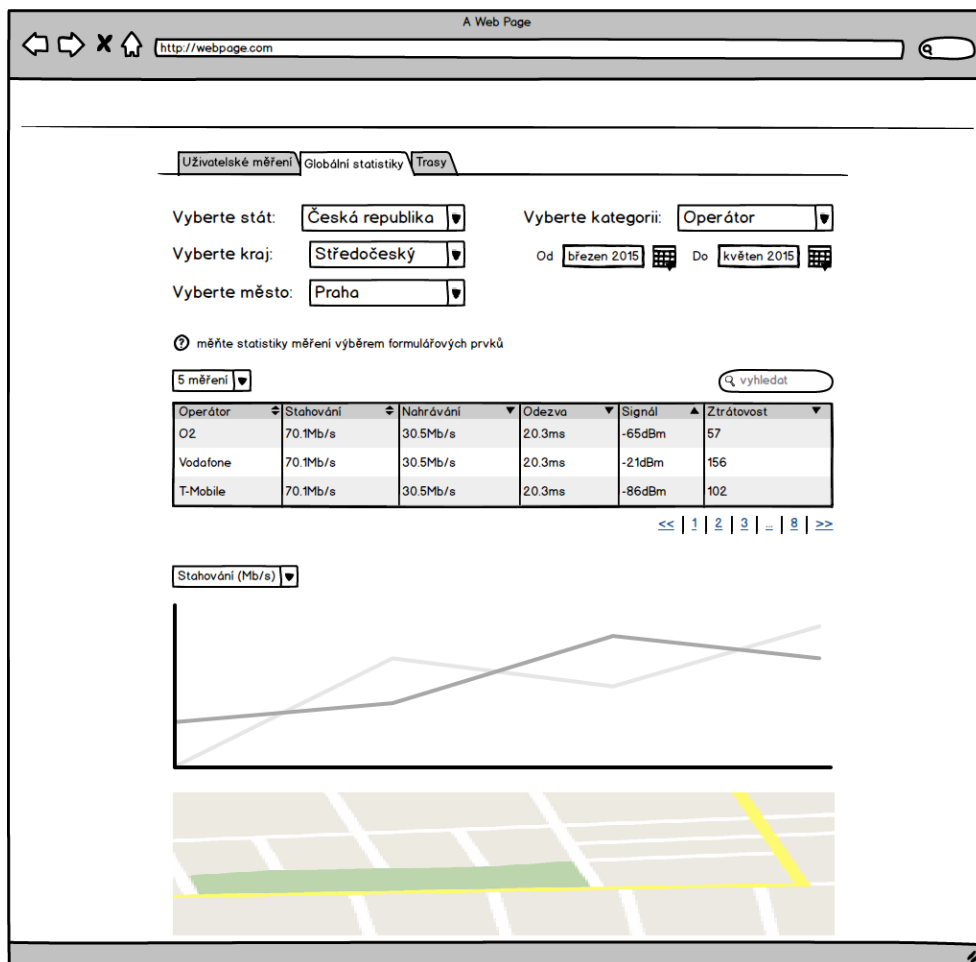 A Web Page
http://webpage.com
Uživatelské měření Globální statistiky Trasy
Vyberte stát: Česká republika Vyberte kategorii: Operátor
Vyberte kraj: Středočeský Od březen 2015 Do květen 2015
Vyberte město: Praha
? měňte statistiky měření výběrem formulářových prvků
5 měření vyhledat
Operátor Stahování Nahrávání Odezva Signál Ztrátovost
O2 70.1Mb/s 30.5Mb/s 20.3ms -65dBm 57
Vodafone 70.1Mb/s 30.5Mb/s 20.3ms -21dBm 156
T-Mobile 70.1Mb/s 30.5Mb/s 20.3ms -86dBm 102
<< | 1 | 2 | 3 | ... | 8 | >>
Stahování (Mb/s)